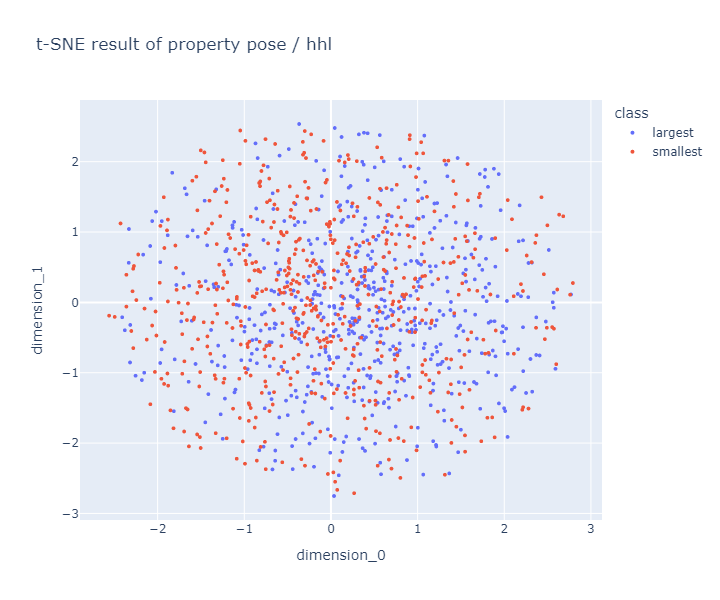 t-SNE result of property pose / hhl
class
largest
smallest
2
1
0
−1
−2
−3
dimension_1
−2
−1
0
1
2
3
dimension_0